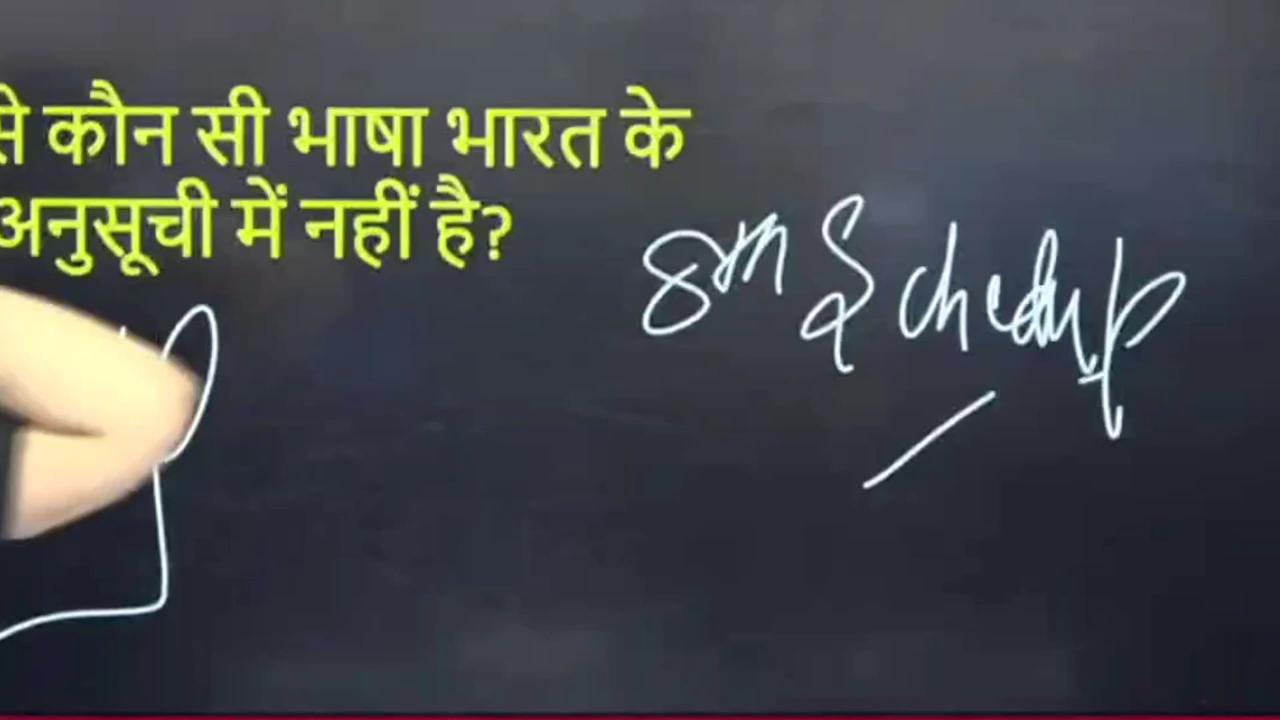 से कौन सी भाषा भारत के
अनुसूची में नहीं है?
8th Schedule